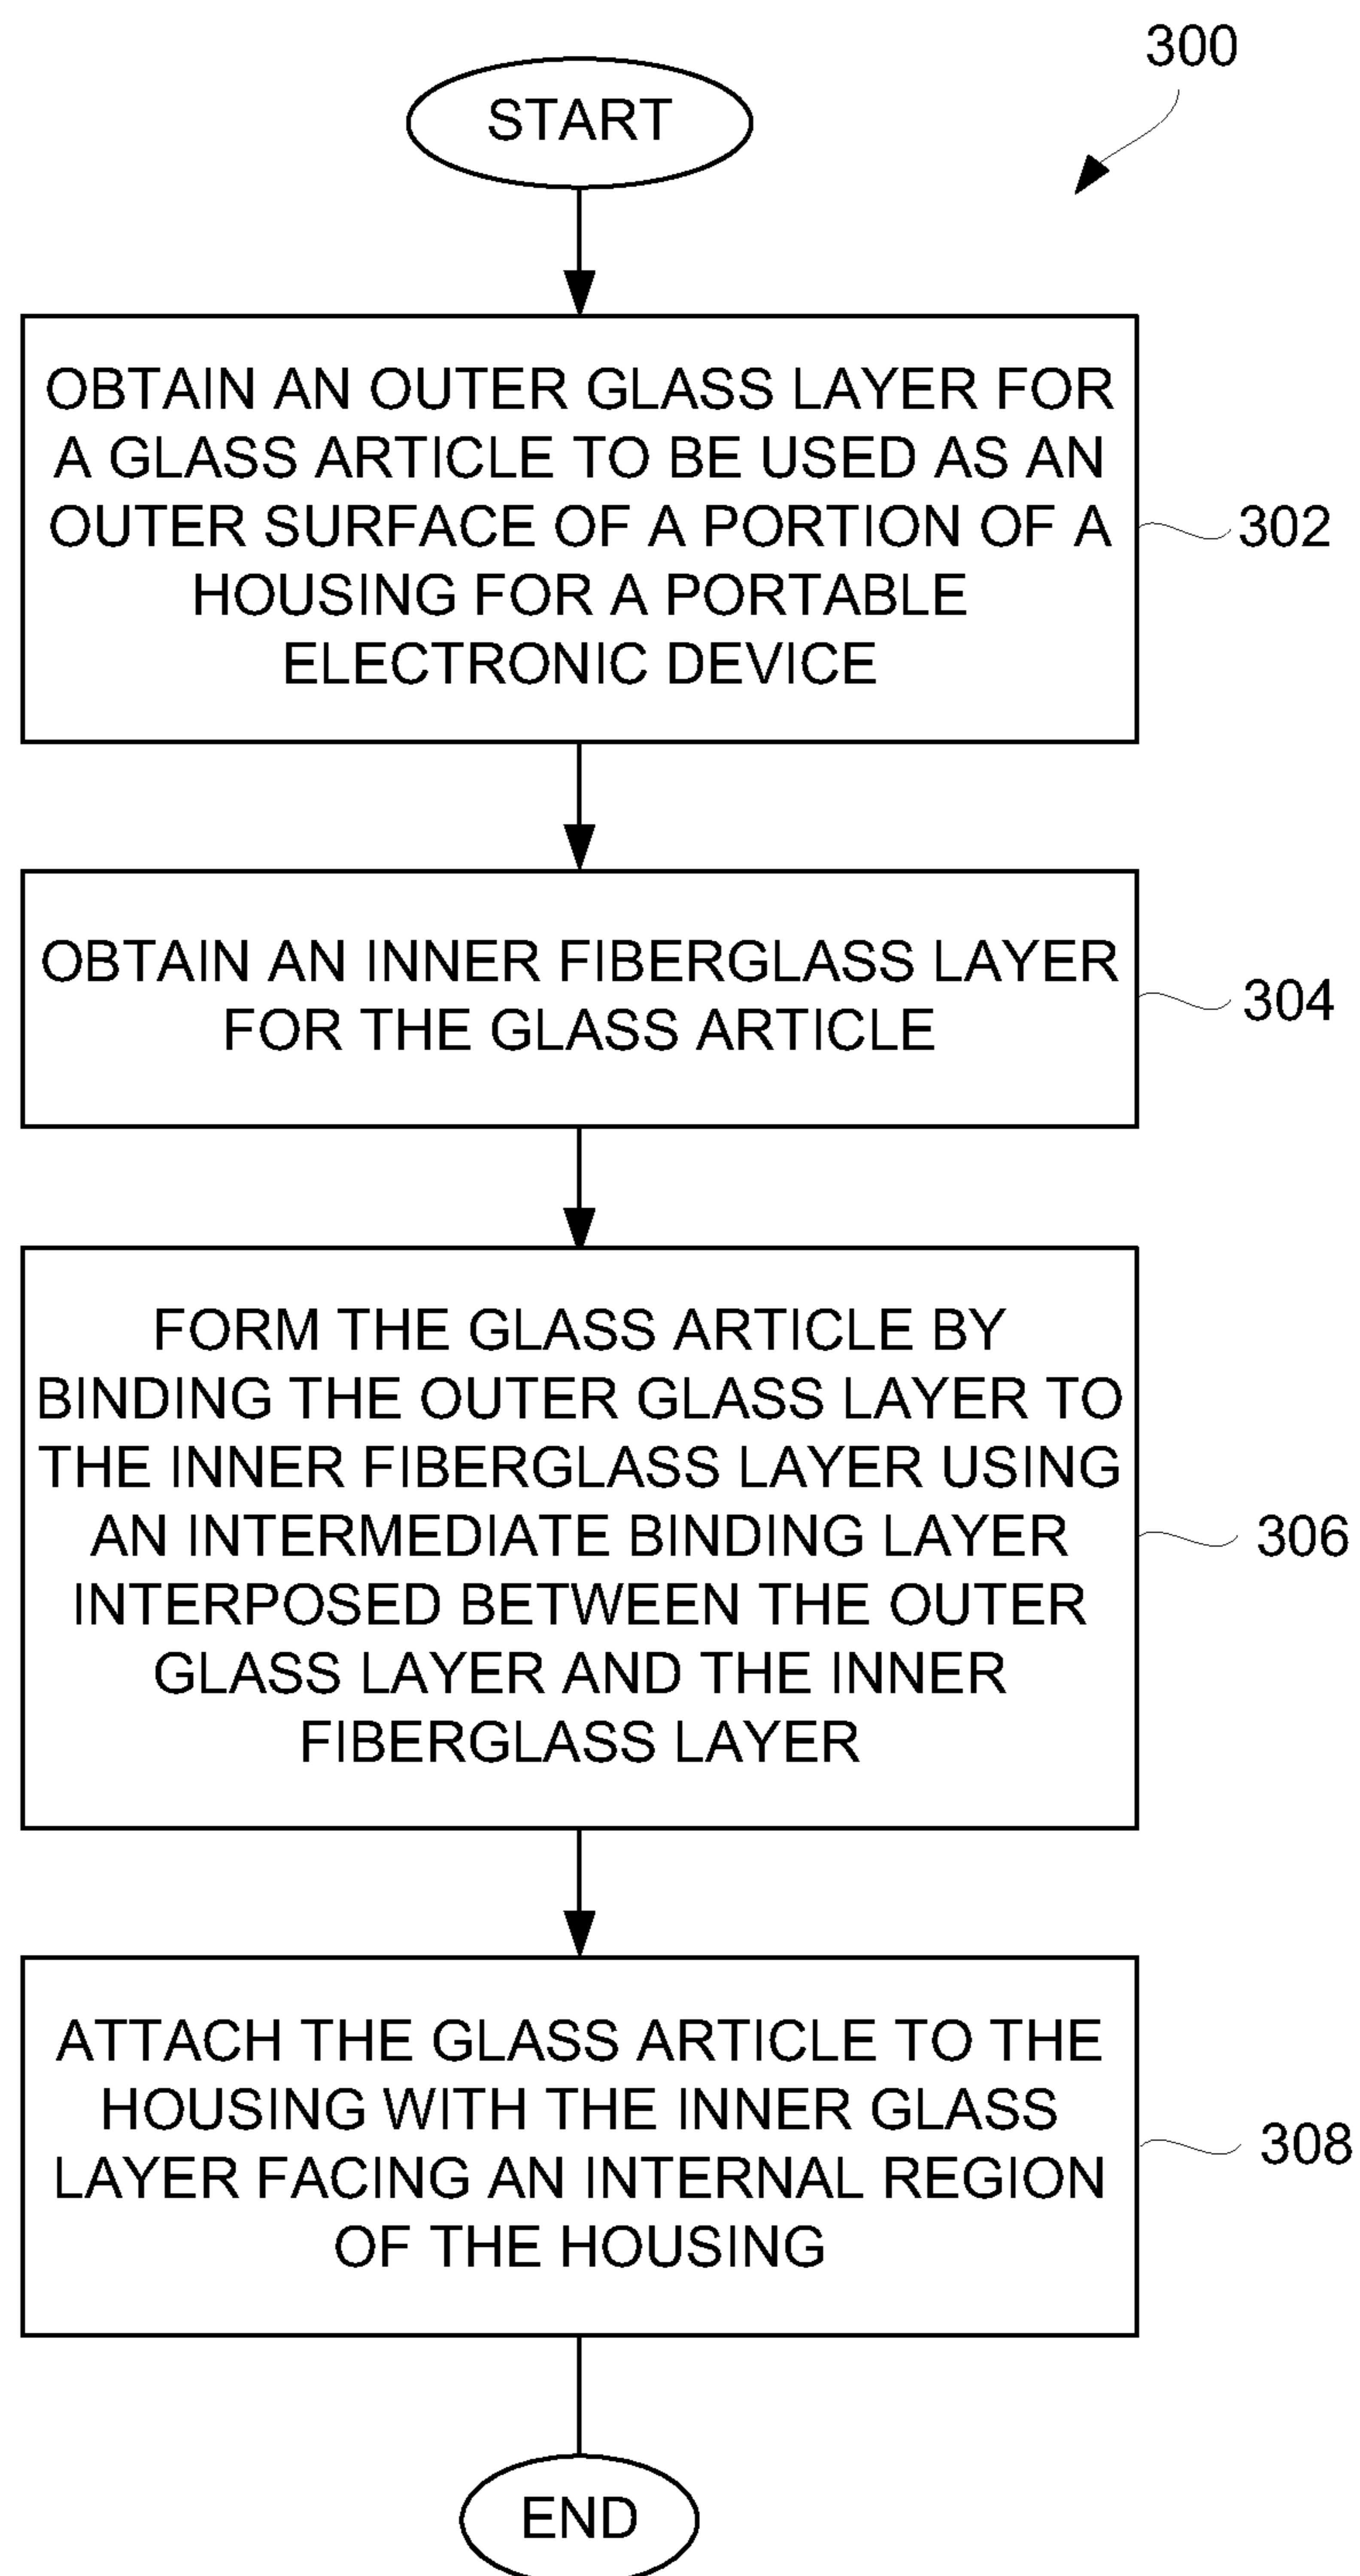 300
START
OBTAIN AN OUTER GLASS LAYER FOR
A GLASS ARTICLE TO BE USED AS AN
OUTER SURFACE OF A PORTION OF A
HOUSING FOR A PORTABLE
ELECTRONIC DEVICE
302
OBTAIN AN INNER FIBERGLASS LAYER
FOR THE GLASS ARTICLE
304
FORM THE GLASS ARTICLE BY
BINDING THE OUTER GLASS LAYER TO
THE INNER FIBERGLASS LAYER USING
AN INTERMEDIATE BINDING LAYER
INTERPOSED BETWEEN THE OUTER
GLASS LAYER AND THE INNER
FIBERGLASS LAYER
306
ATTACH THE GLASS ARTICLE TO THE
HOUSING WITH THE INNER GLASS
LAYER FACING AN INTERNAL REGION
OF THE HOUSING
308
END